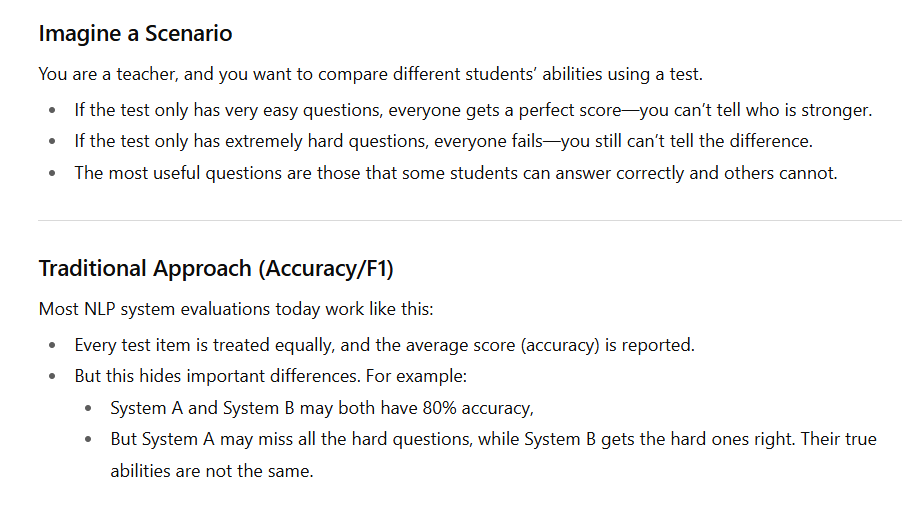 Imagine a Scenario
You are a teacher, and you want to compare different students’ abilities using a test.
• If the test only has very easy questions, everyone gets a perfect score—you can’t tell who is stronger.
• If the test only has extremely hard questions, everyone fails—you still can’t tell the difference.
• The most useful questions are those that some students can answer correctly and others cannot.
Traditional Approach (Accuracy/F1)
Most NLP system evaluations today work like this:
• Every test item is treated equally, and the average score (accuracy) is reported.
• But this hides important differences. For example:
• System A and System B may both have 80% accuracy,
• But System A may miss all the hard questions, while System B gets the hard ones right. Their true
abilities are not the same.